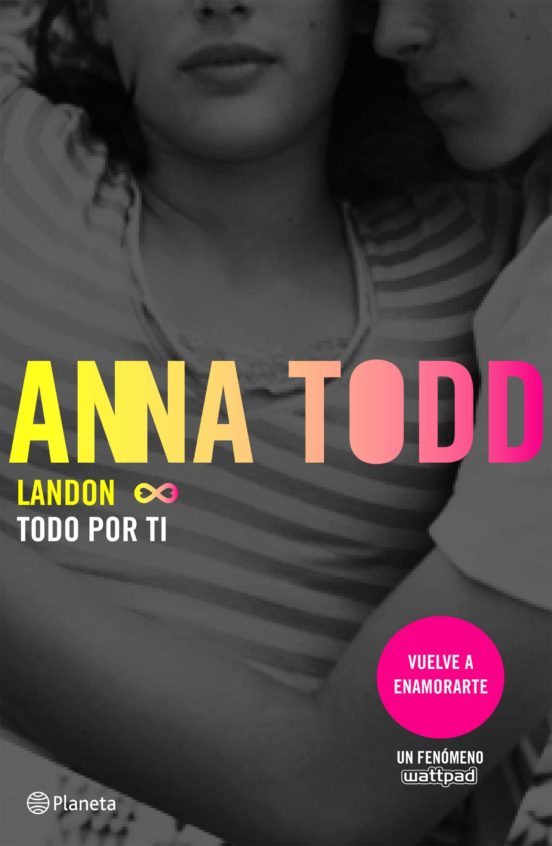 ANNA TODD
LANDON
TODO POR TI
VUELVE A
ENAMORARTE
UN FENÓMENO
wattpad
Planeta